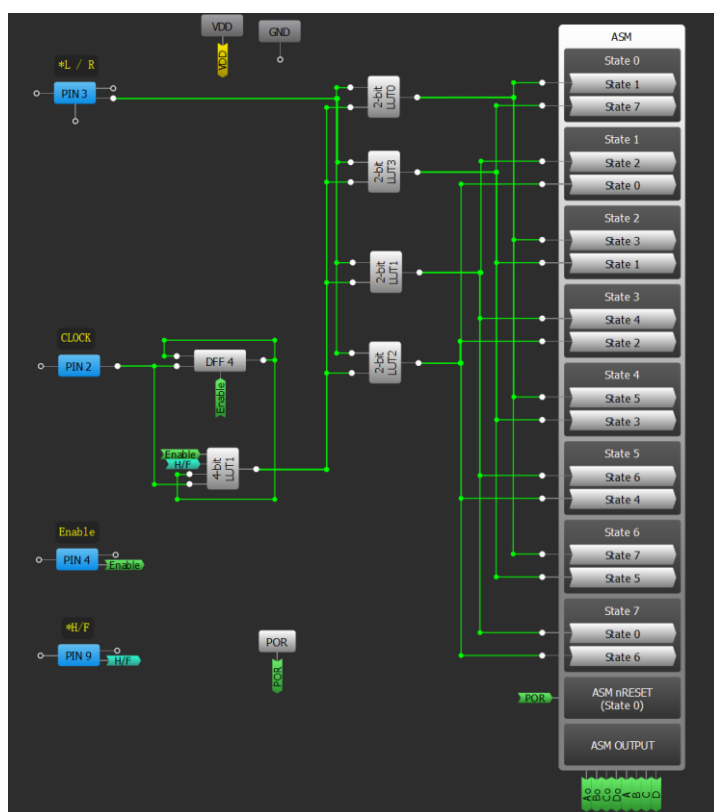 VDD
GND
VDD
*L / R
PIN 3
2-bit
LUT0
2-bit
LUT3
2-bit
LUT1
2-bit
LUT2
CLOCK
PIN 2
DFF 4
Enable
Enable
H/F
4-bit
LUT1
Enable
PIN 4
Enable
*H/F
PIN 9
H/F
POR
POR
ASM
State 0
State 1
State 7
State 1
State 2
State 0
State 2
State 3
State 1
State 3
State 4
State 2
State 4
State 5
State 3
State 5
State 6
State 4
State 6
State 7
State 5
State 7
State 0
State 6
POR
ASM nRESET
(State 0)
ASM OUTPUT
Ao
Bo
Co
Do
A
B
C
D